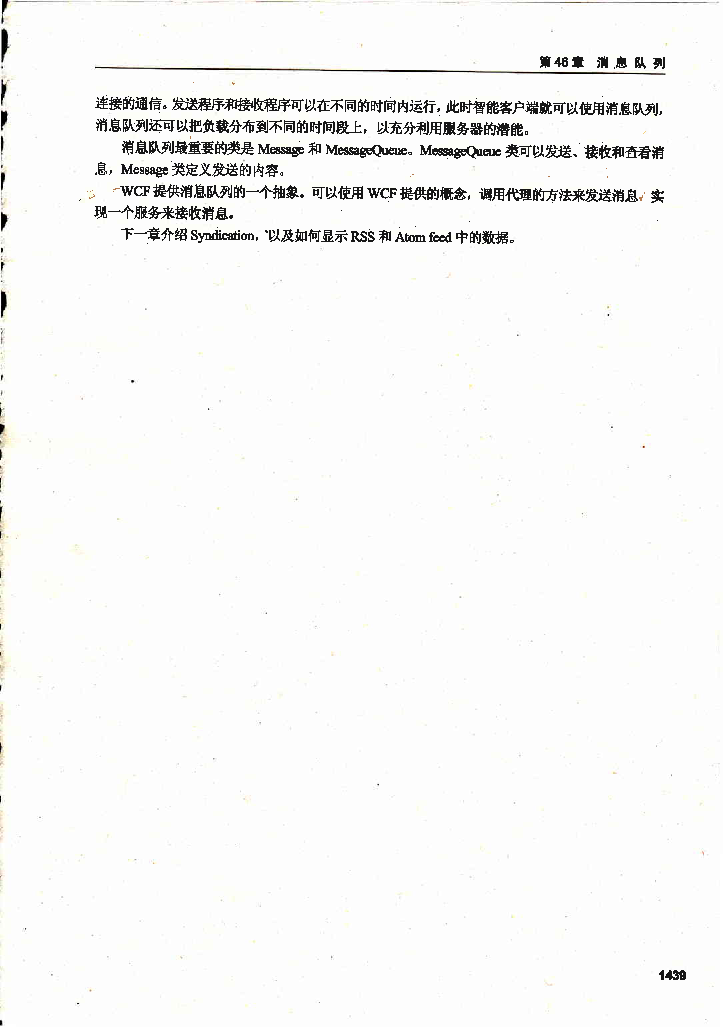 第46章 消息队列
连接的通信。发送程序和接收程序可以在不同的时间内运行，此时智能客户端就可以使用消息队列，
消息队列还可以把负载分布到不同的时间段上，以充分利用服务器的潜能。
消息队列最重要的类是 Message 和 MessageQueue。MessageQueue 类可以发送、接收和查看消
息，Message 类定义发送的内容。
WCF 提供消息队列的一个抽象。可以使用 WCF 提供的概念，调用代理的方法来发送消息，实
现一个服务来接收消息。
下一章介绍 Syndication，以及如何显示 RSS 和 Atom feed 中的数据。
1439